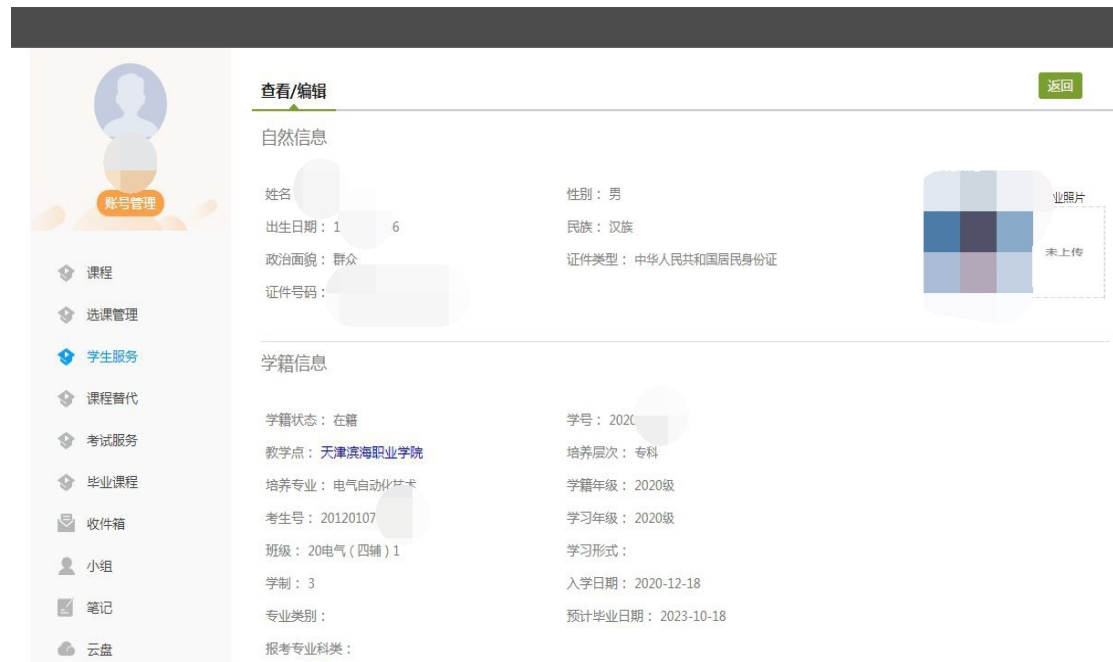 查看/编辑
返回
账号管理
课程
选课管理
学生服务
课程替代
考试服务
毕业课程
收件箱
小组
笔记
云盘
自然信息
姓名
性别： 男
出生日期： 1 6
民族： 汉族
政治面貌： 群众
证件类型： 中华人民共和国居民身份证
证件号码：
业照片
未上传
学籍信息
学籍状态： 在籍
学号： 2020
教学点： 天津滨海职业学院
培养层次： 专科
培养专业： 电气自动化技术
学籍年级： 2020级
考生号： 20120107
学习年级： 2020级
班级： 20电气（四辅）1
学习形式：
学制： 3
入学日期： 2020-12-18
专业类别：
预计毕业日期： 2023-10-18
报考专业科类：